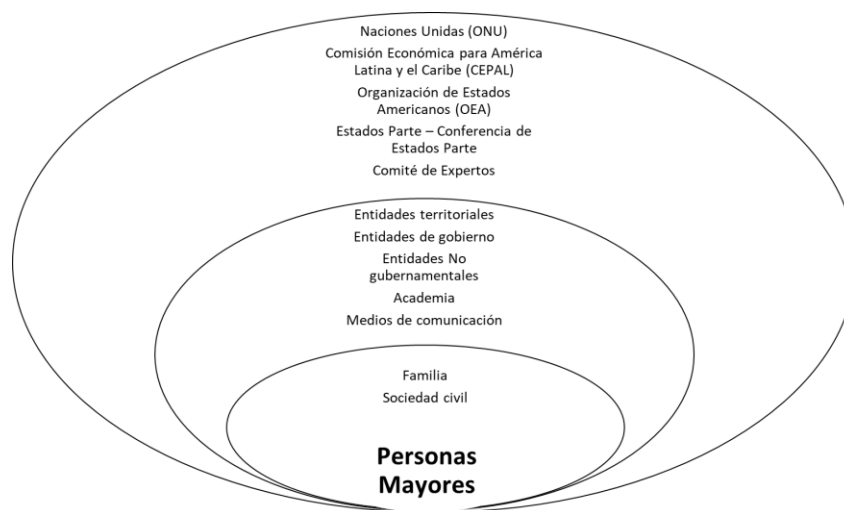 Naciones Unidas (ONU)
Comisión Económica para América
Latina y el Caribe (CEPAL)
Organización de Estados
Americanos (OEA)
Estados Parte – Conferencia de
Estados Parte
Comité de Expertos
Entidades territoriales
Entidades de gobierno
Entidades No
gubernamentales
Academia
Medios de comunicación
Familia
Sociedad civil
Personas
Mayores